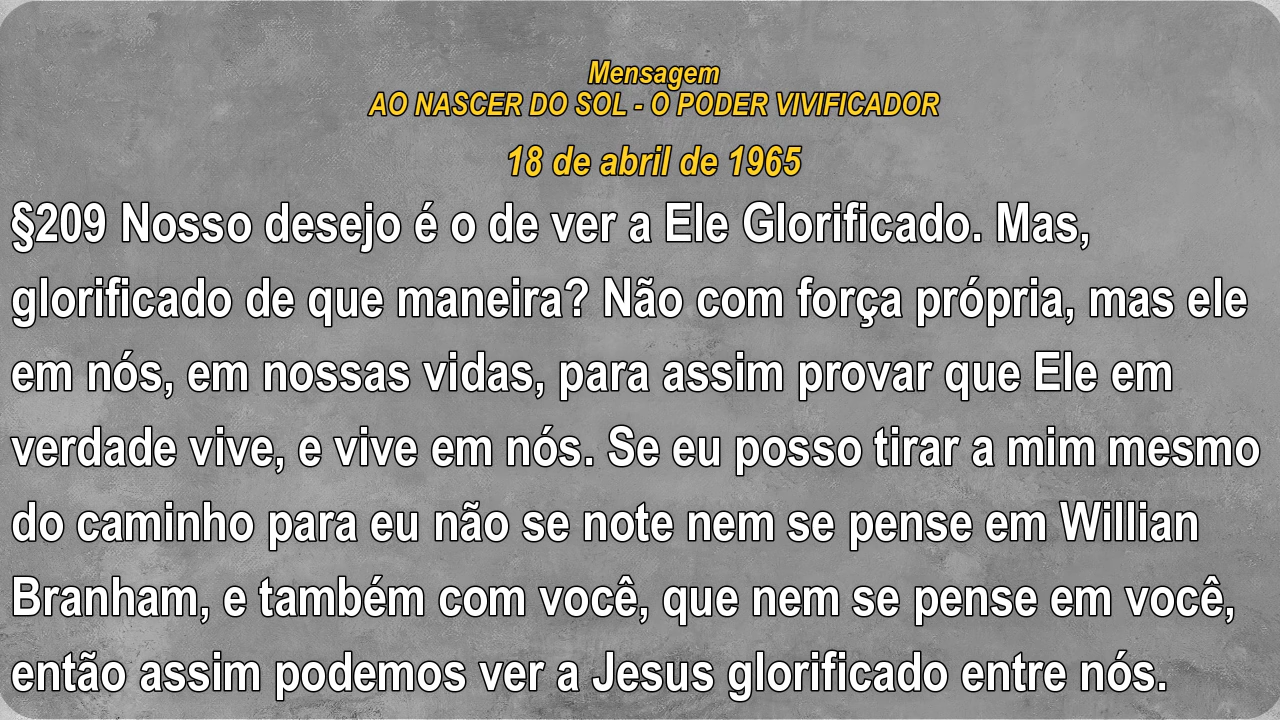 Mensagem
AO NASCER DO SOL - O PODER VIVIFICADOR
18 de abril de 1965
§209 Nosso desejo é o de ver a Ele Glorificado. Mas,
glorificado de que maneira? Não com força própria, mas ele
em nós, em nossas vidas, para assim provar que Ele em
verdade vive, e vive em nós. Se eu posso tirar a mim mesmo
do caminho para eu não se note nem se pense em Willian
Branham, e também com você, que nem se pense em você,
então assim podemos ver a Jesus glorificado entre nós.